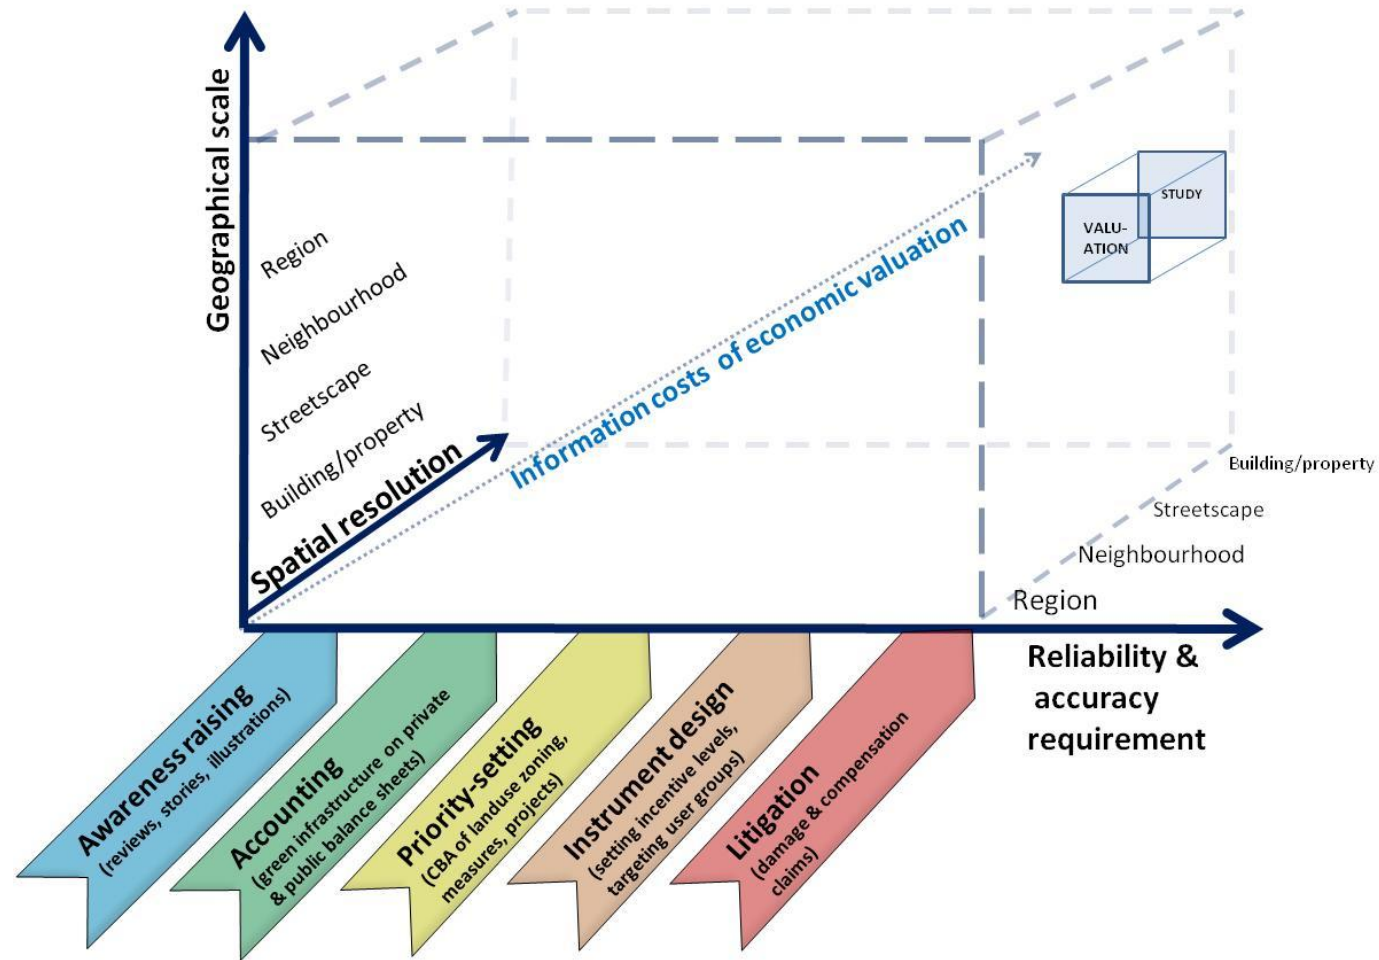 Geographical scale
Region
Neighbourhood
Streetscape
Building/property
Spatial resolution
Information costs of economic valuation
VALU-
ATION
STUDY
Building/property
Streetscape
Neighbourhood
Region
Reliability &
accuracy
requirement
Awareness raising
(reviews, stories, illustrations)
Accounting
(green infrastructure on private
& public balance sheets)
Priority-setting
(CBA of landuse zoning,
measures, projects)
Instrument design
(setting incentive levels,
targeting user groups)
Litigation
(damage & compensation
claims)